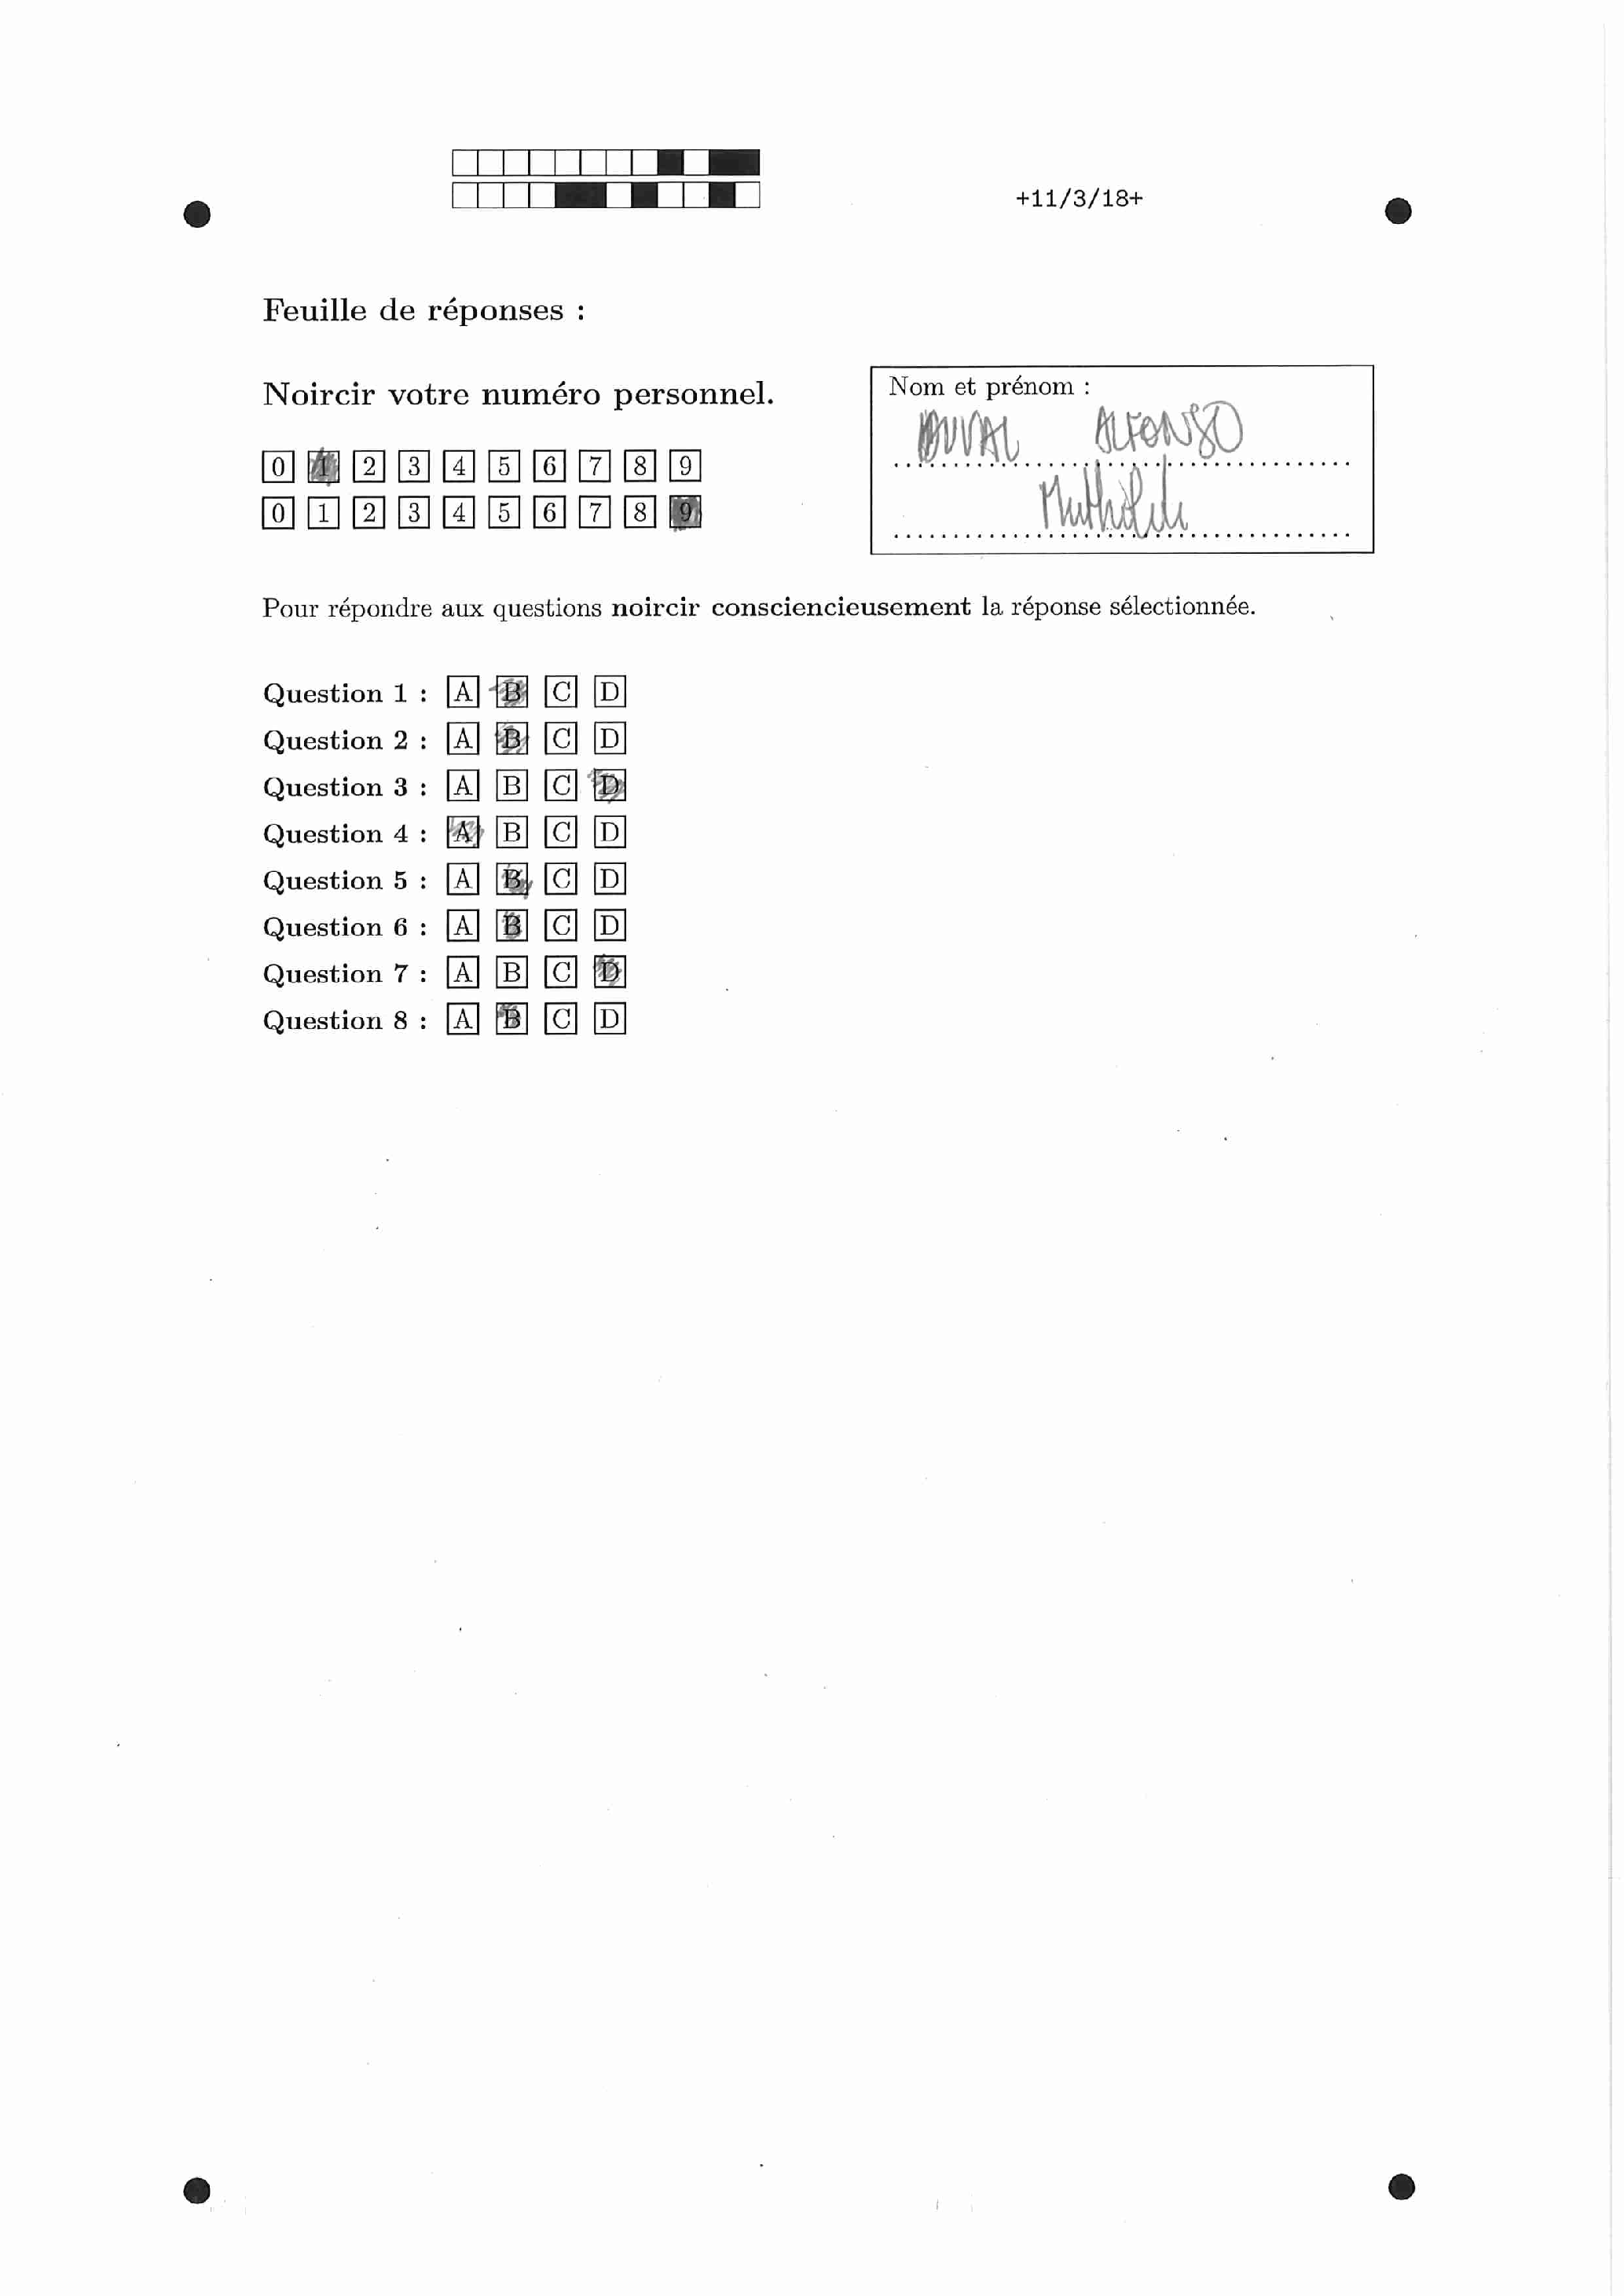 +11/3/18+
Feuille de réponses :
Noircir votre numéro personnel.
0 1 2 3 4 5 6 7 8 9
0 1 2 3 4 5 6 7 8 9
Nom et prénom :
DUVAL ALFONSO
Mathilde
Pour répondre aux questions noircir consciencieusement la réponse sélectionnée.
Question 1 : A B C D
Question 2 : A B C D
Question 3 : A B C D
Question 4 : A B C D
Question 5 : A B C D
Question 6 : A B C D
Question 7 : A B C D
Question 8 : A B C D